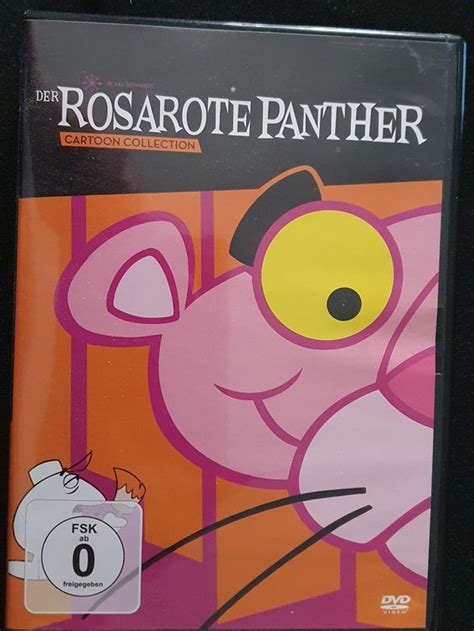 DER ROSAROTE PANTHER
CARTOON COLLECTION
FSK
ab
0
freigegeben
DVD
VIDEO